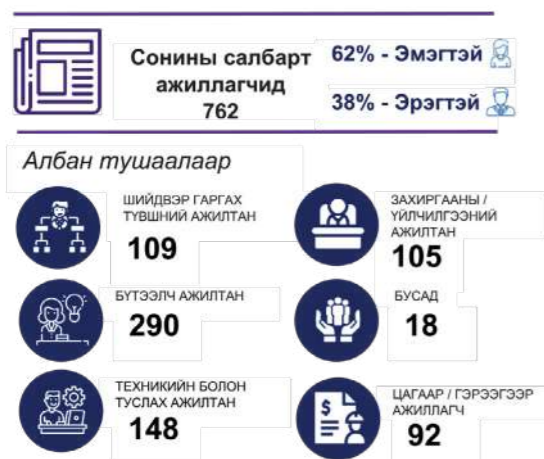 Сонины салбарт
ажиллагчид
762
62% - Эмэгтэй
38% - Эрэгтэй
Албан тушаалаар
ШИЙДВЭР ГАРГАХ
ТҮВШНИЙ АЖИЛТАН
109
ЗАХИРГААНЫ /
ҮЙЛЧИЛГЭЭНИЙ
АЖИЛТАН
105
БҮТЭЭЛЧ АЖИЛТАН
290
БУСАД
18
ТЕХНИКИЙН БОЛОН
ТУСЛАХ АЖИЛТАН
148
ЦАГААР / ГЭРЭЭГЭЭР
АЖИЛЛАГЧ
92